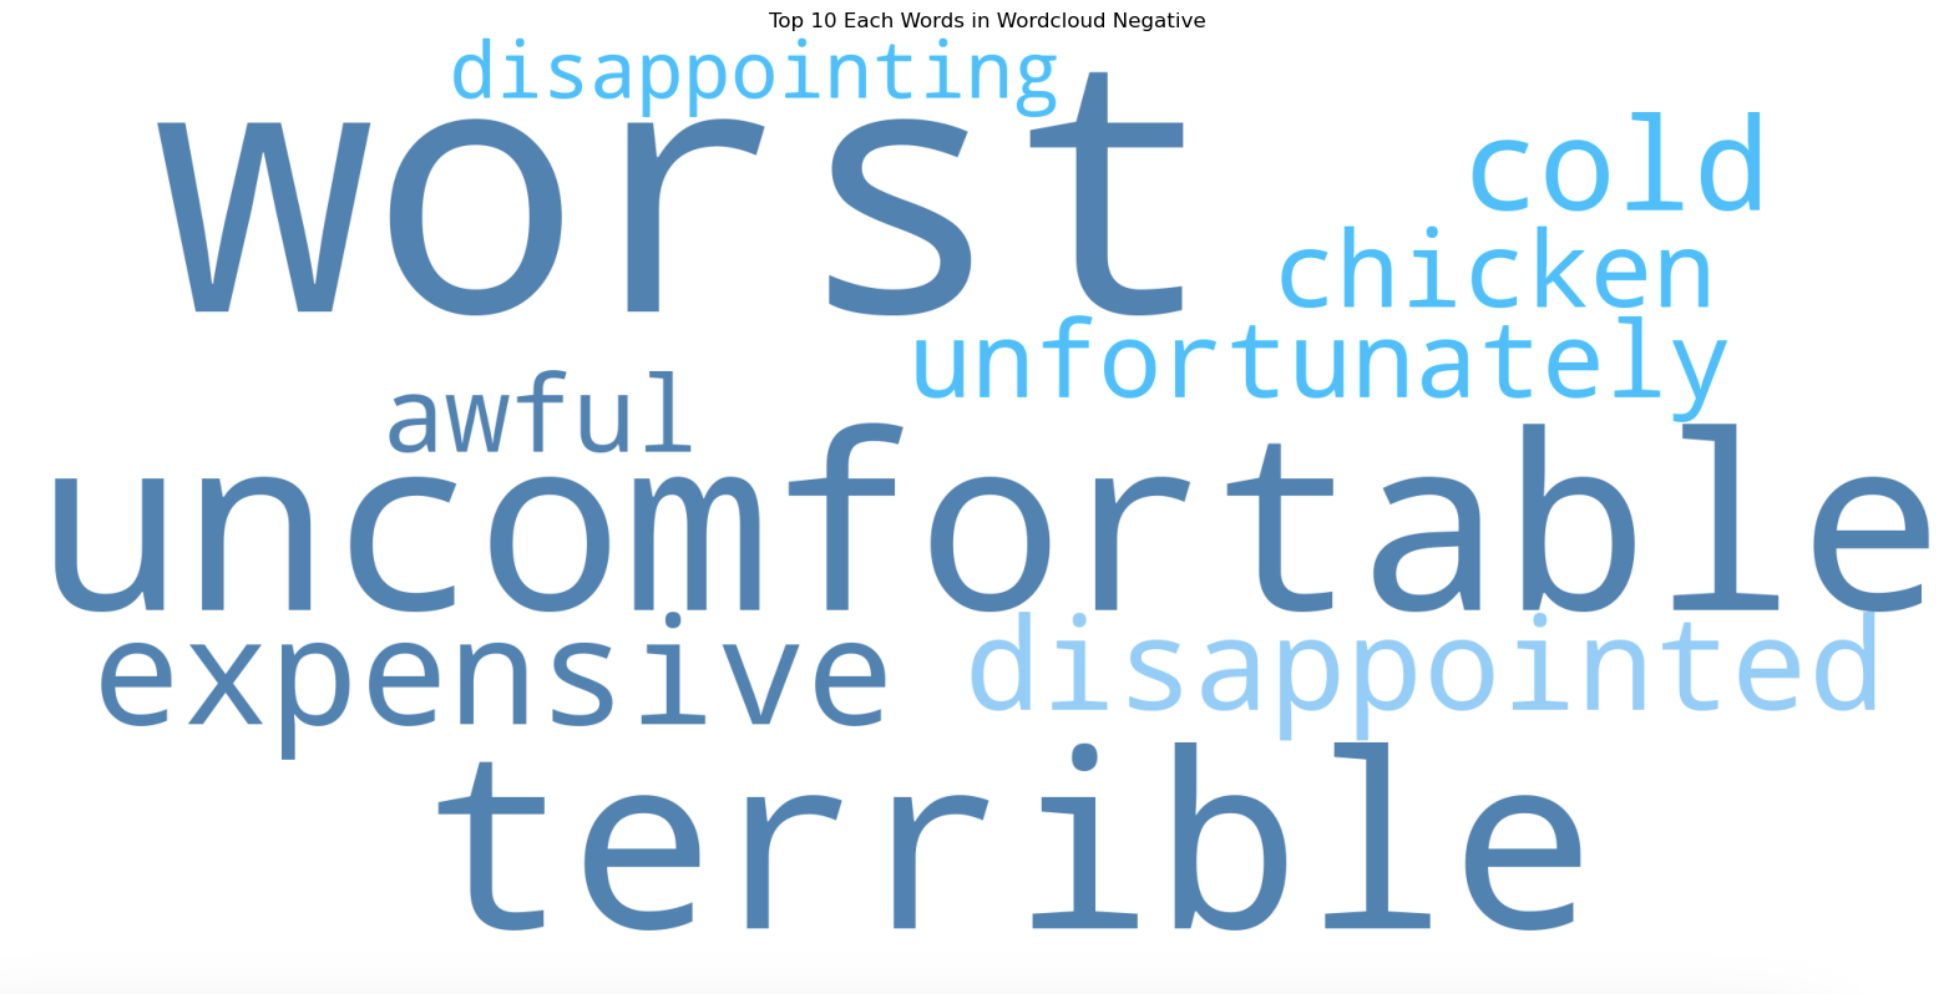 Top 10 Each Words in Wordcloud Negative
disappointing
worst
cold
chicken
unfortunately
awful
uncomfortable
expensive
disappointed
terrible